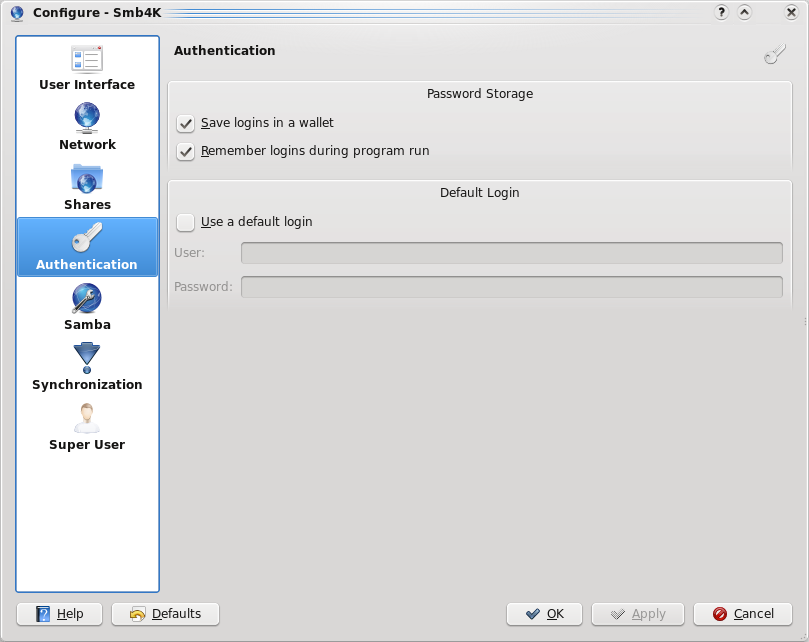 Configure - Smb4K
User Interface
Network
Shares
Authentication
Samba
Synchronization
Super User
Authentication
Password Storage
Save logins in a wallet
Remember logins during program run
Default Login
Use a default login
User:
Password:
Help
Defaults
OK
Apply
Cancel